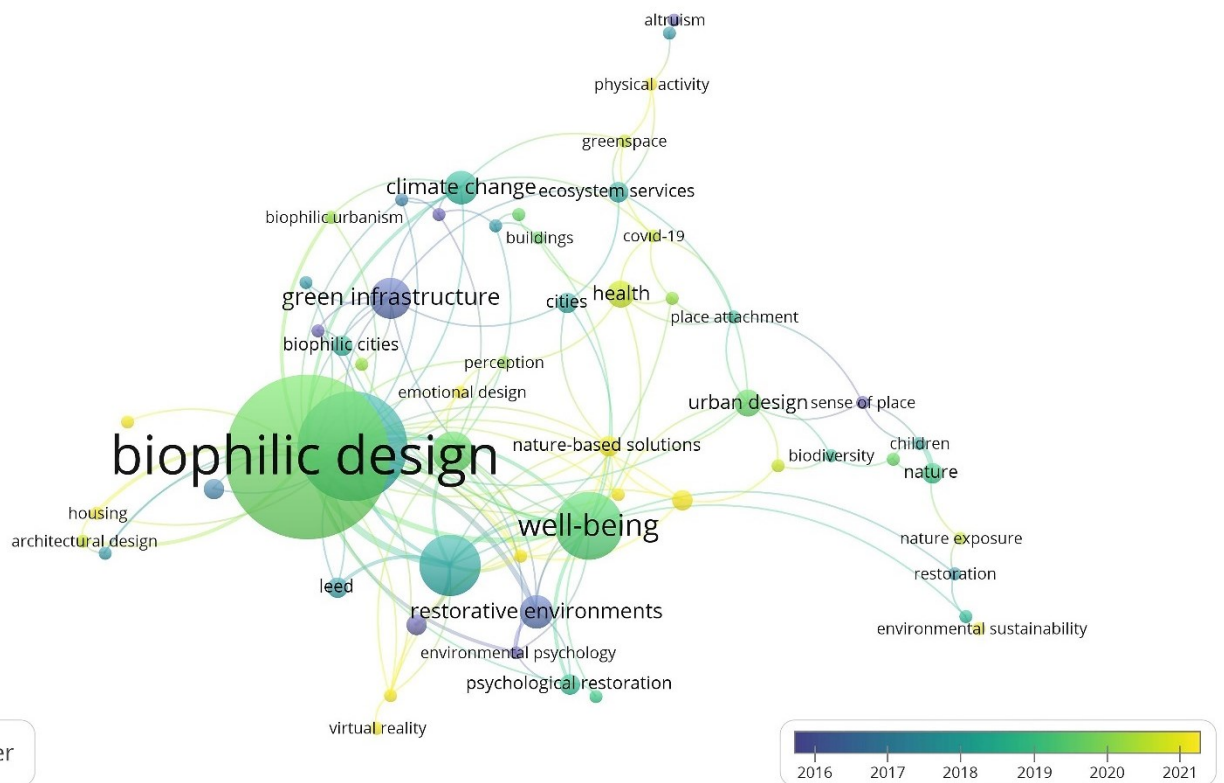 altruism
physical activity
greenspace
climate change
ecosystem services
biophilic urbanism
buildings
covid-19
green infrastructure
cities
health
place attachment
biophilic cities
perception
emotional design
urban design
sense of place
biophilic design
nature-based solutions
children
biodiversity
nature
housing
well-being
architectural design
nature exposure
restoration
leed
restorative environments
environmental sustainability
environmental psychology
psychological restoration
virtual reality
er
2016 2017 2018 2019 2020 2021